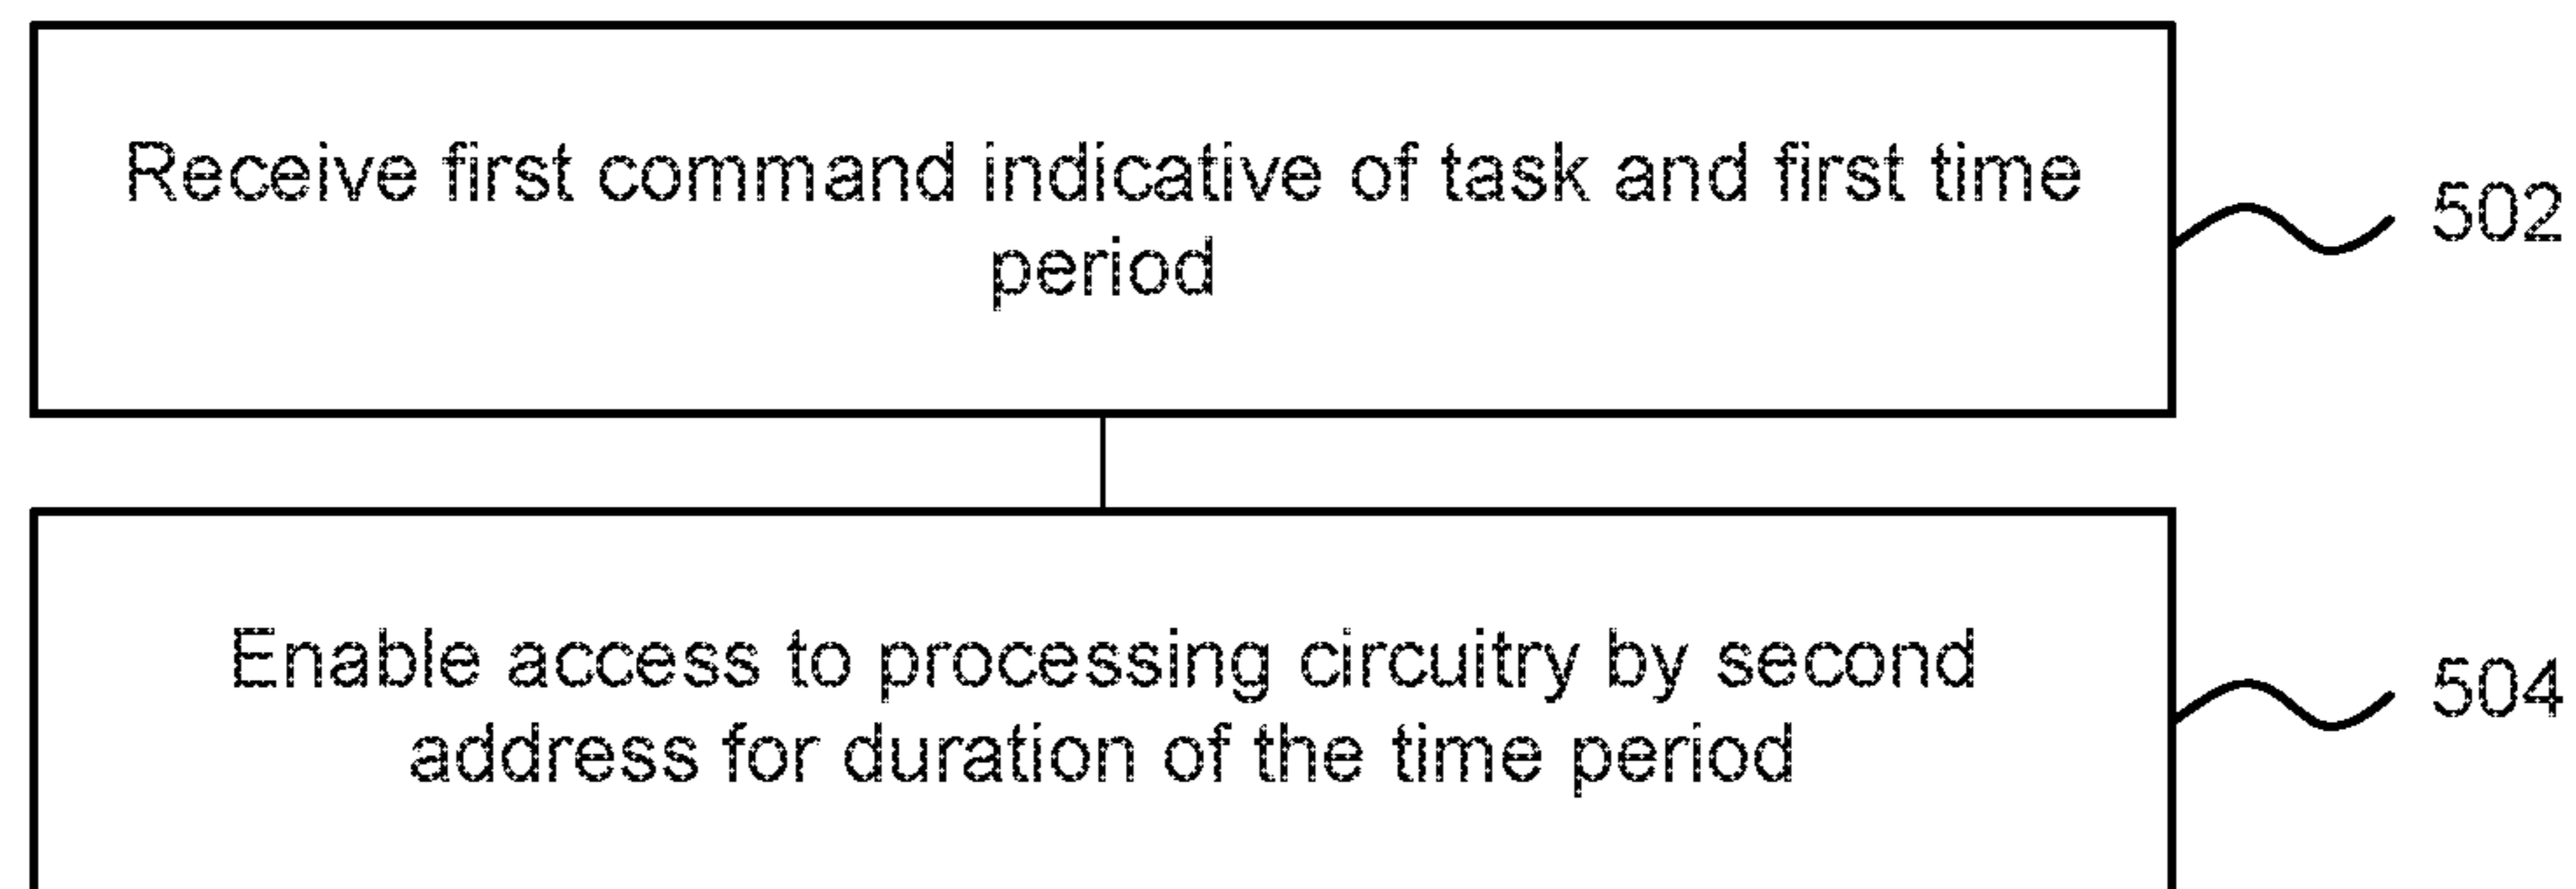 Receive first command indicative of task and first time
period
502
Enable access to processing circuitry by second
address for duration of the time period
504